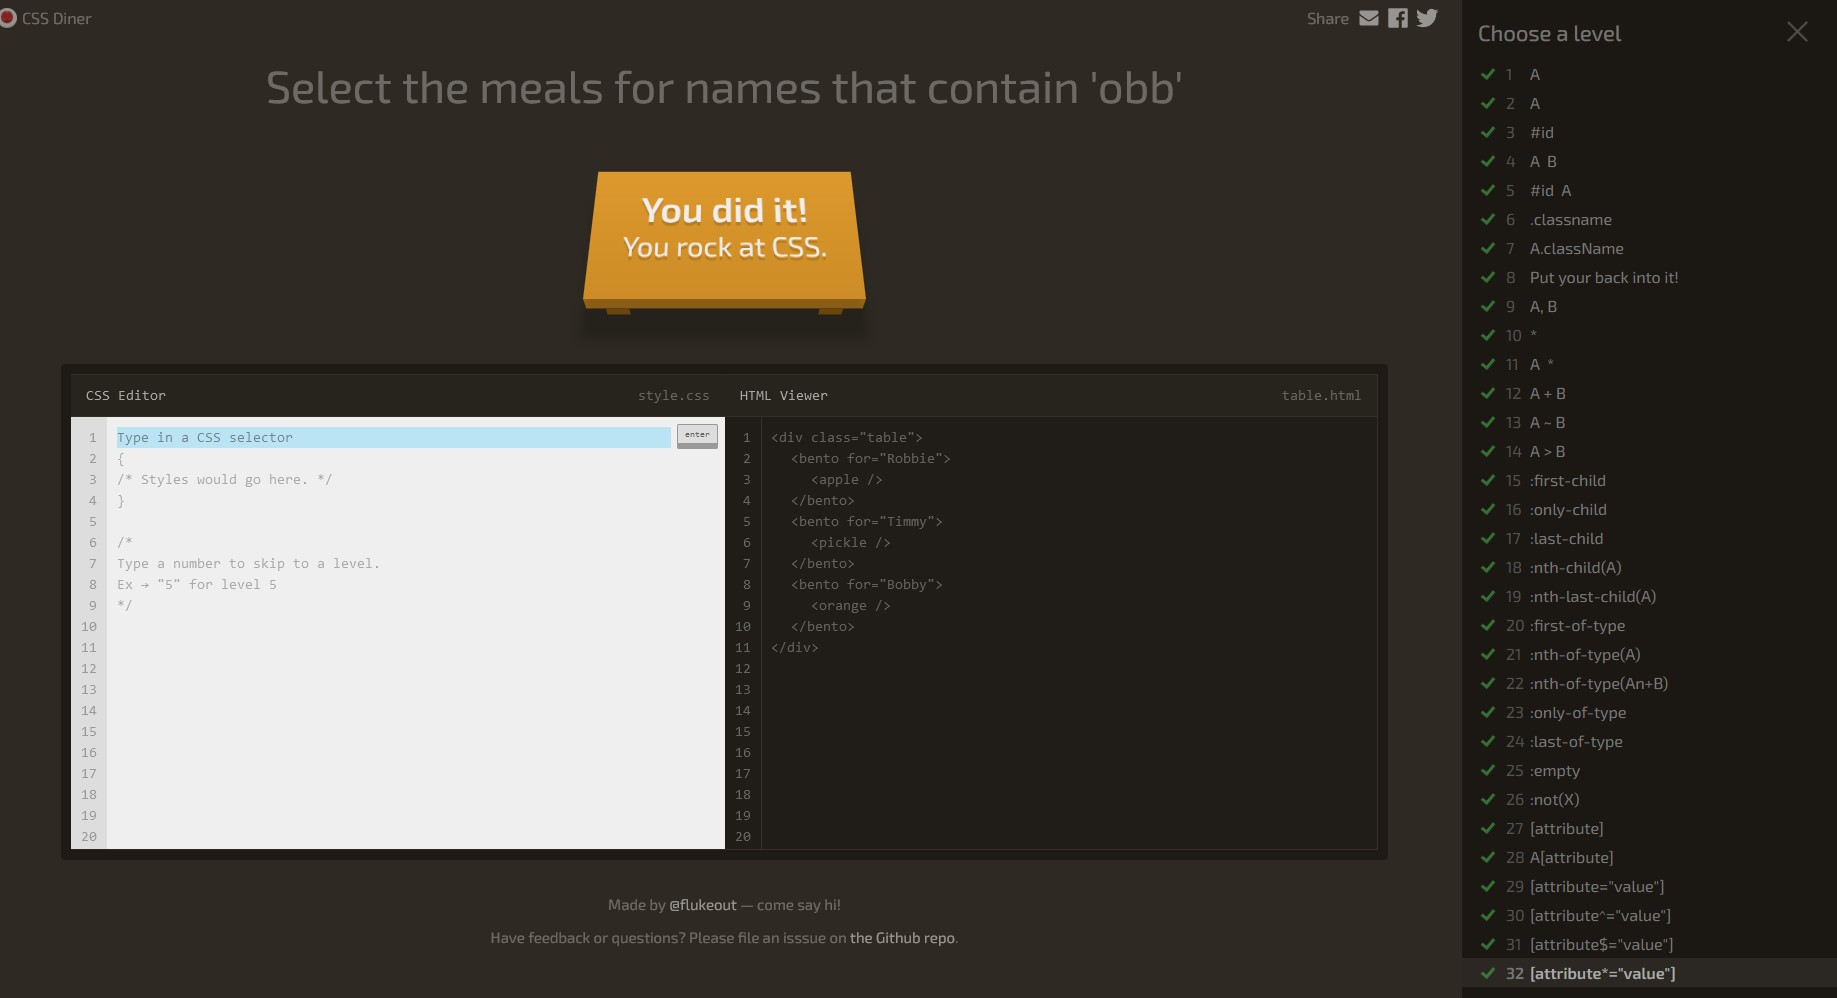 CSS Diner
Share
Select the meals for names that contain 'obb'
You did it!
You rock at CSS.
CSS Editor style.css
1 Type in a CSS selector enter
2 {
3 /* Styles would go here. */
4 }
5
6 /*
7 Type a number to skip to a level.
8 Ex → "5" for level 5
9 */
10
11
12
13
14
15
16
17
18
19
20
HTML Viewer table.html
1 <div class="table">
2 <bento for="Robbie">
3 <apple />
4 </bento>
5 <bento for="Timmy">
6 <pickle />
7 </bento>
8 <bento for="Bobby">
9 <orange />
10 </bento>
11 </div>
12
13
14
15
16
17
18
19
20
Made by @flukeout — come say hi!
Have feedback or questions? Please file an isssue on the Github repo.
Choose a level
1 A
2 A
3 #id
4 A B
5 #id A
6 .classname
7 A.className
8 Put your back into it!
9 A, B
10 *
11 A *
12 A + B
13 A ~ B
14 A > B
15 :first-child
16 :only-child
17 :last-child
18 :nth-child(A)
19 :nth-last-child(A)
20 :first-of-type
21 :nth-of-type(A)
22 :nth-of-type(An+B)
23 :only-of-type
24 :last-of-type
25 :empty
26 :not(X)
27 [attribute]
28 A[attribute]
29 [attribute="value"]
30 [attribute^="value"]
31 [attribute$="value"]
32 [attribute*="value"]